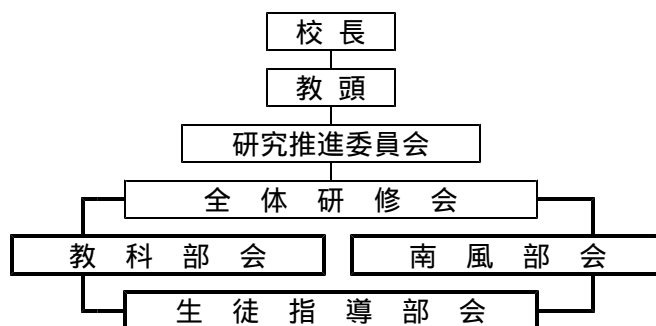 校長
教頭
研究推進委員会
全体研修会
教科部会 南風部会
生徒指導部会